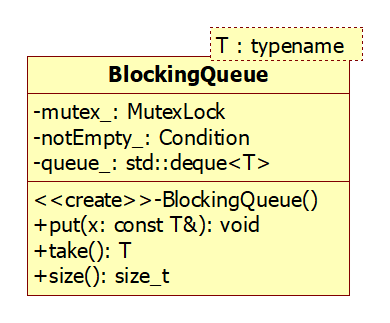 T : typename
BlockingQueue
-mutex_: MutexLock
-notEmpty_: Condition
-queue_: std::deque<T>
<<create>>-BlockingQueue()
+put(x: const T&): void
+take(): T
+size(): size_t